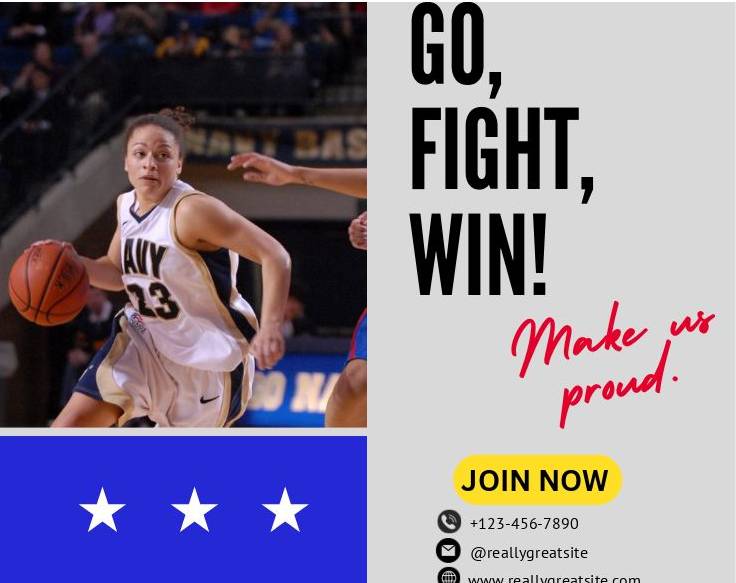 NAVY BAS
AVY
23
GO NA
GO,
FIGHT,
WIN!
Make us
proud.
JOIN NOW
+123-456-7890
@reallygreatsite
www.reallygreatsite.com